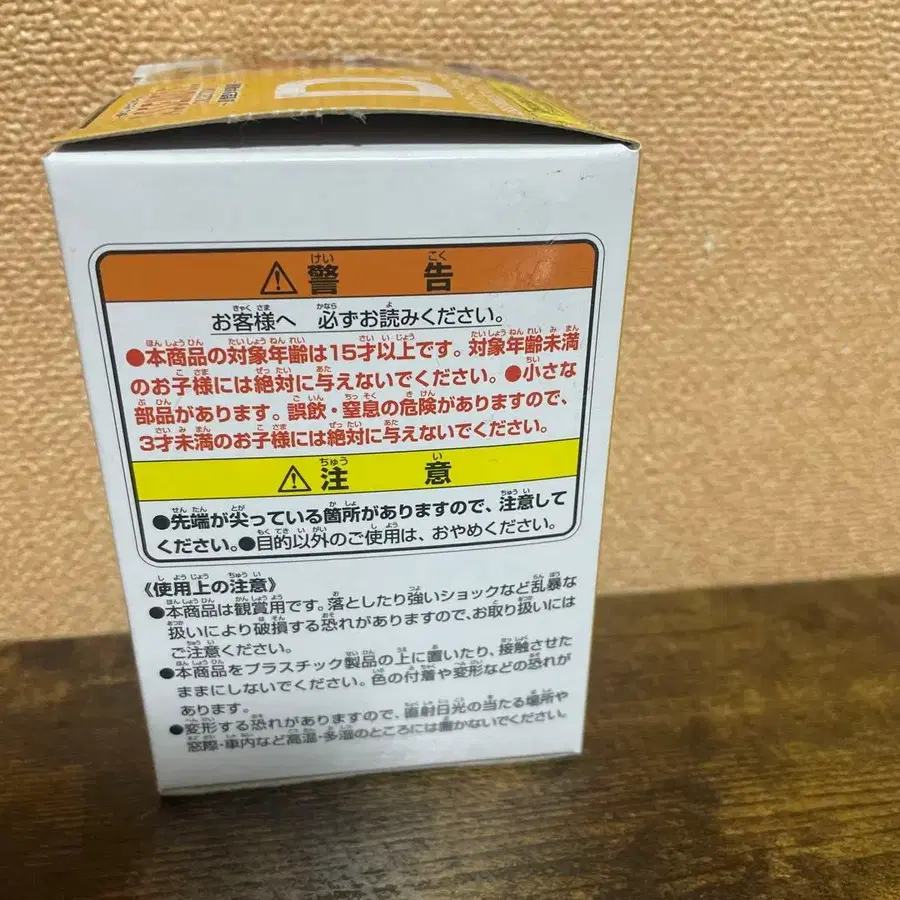 D
⚠警告
お客様へ 必ずお読みください。
●本商品の対象年齢は15才以上です。対象年齢未満
のお子様には絶対に与えないでください。●小さな
部品があります。誤飲・窒息の危険がありますので、
3才未満のお子様には絶対に与えないでください。
⚠注意
●先端が尖っている箇所がありますので、注意して
ください。●目的以外のご使用は、おやめください。
《使用上の注意》
●本商品は観賞用です。落としたり強いショックなど乱暴な
扱いにより破損する恐れがありますので、お取り扱いには
ご注意ください。
●本商品をプラスチック製品の上に置いたり、接触させた
ままにしないでください。色の付着や変形などの恐れが
あります。
●変形する恐れがありますので、直射日光の当たる場所や
窓際・車内など高温・多湿のところには置かないでください。